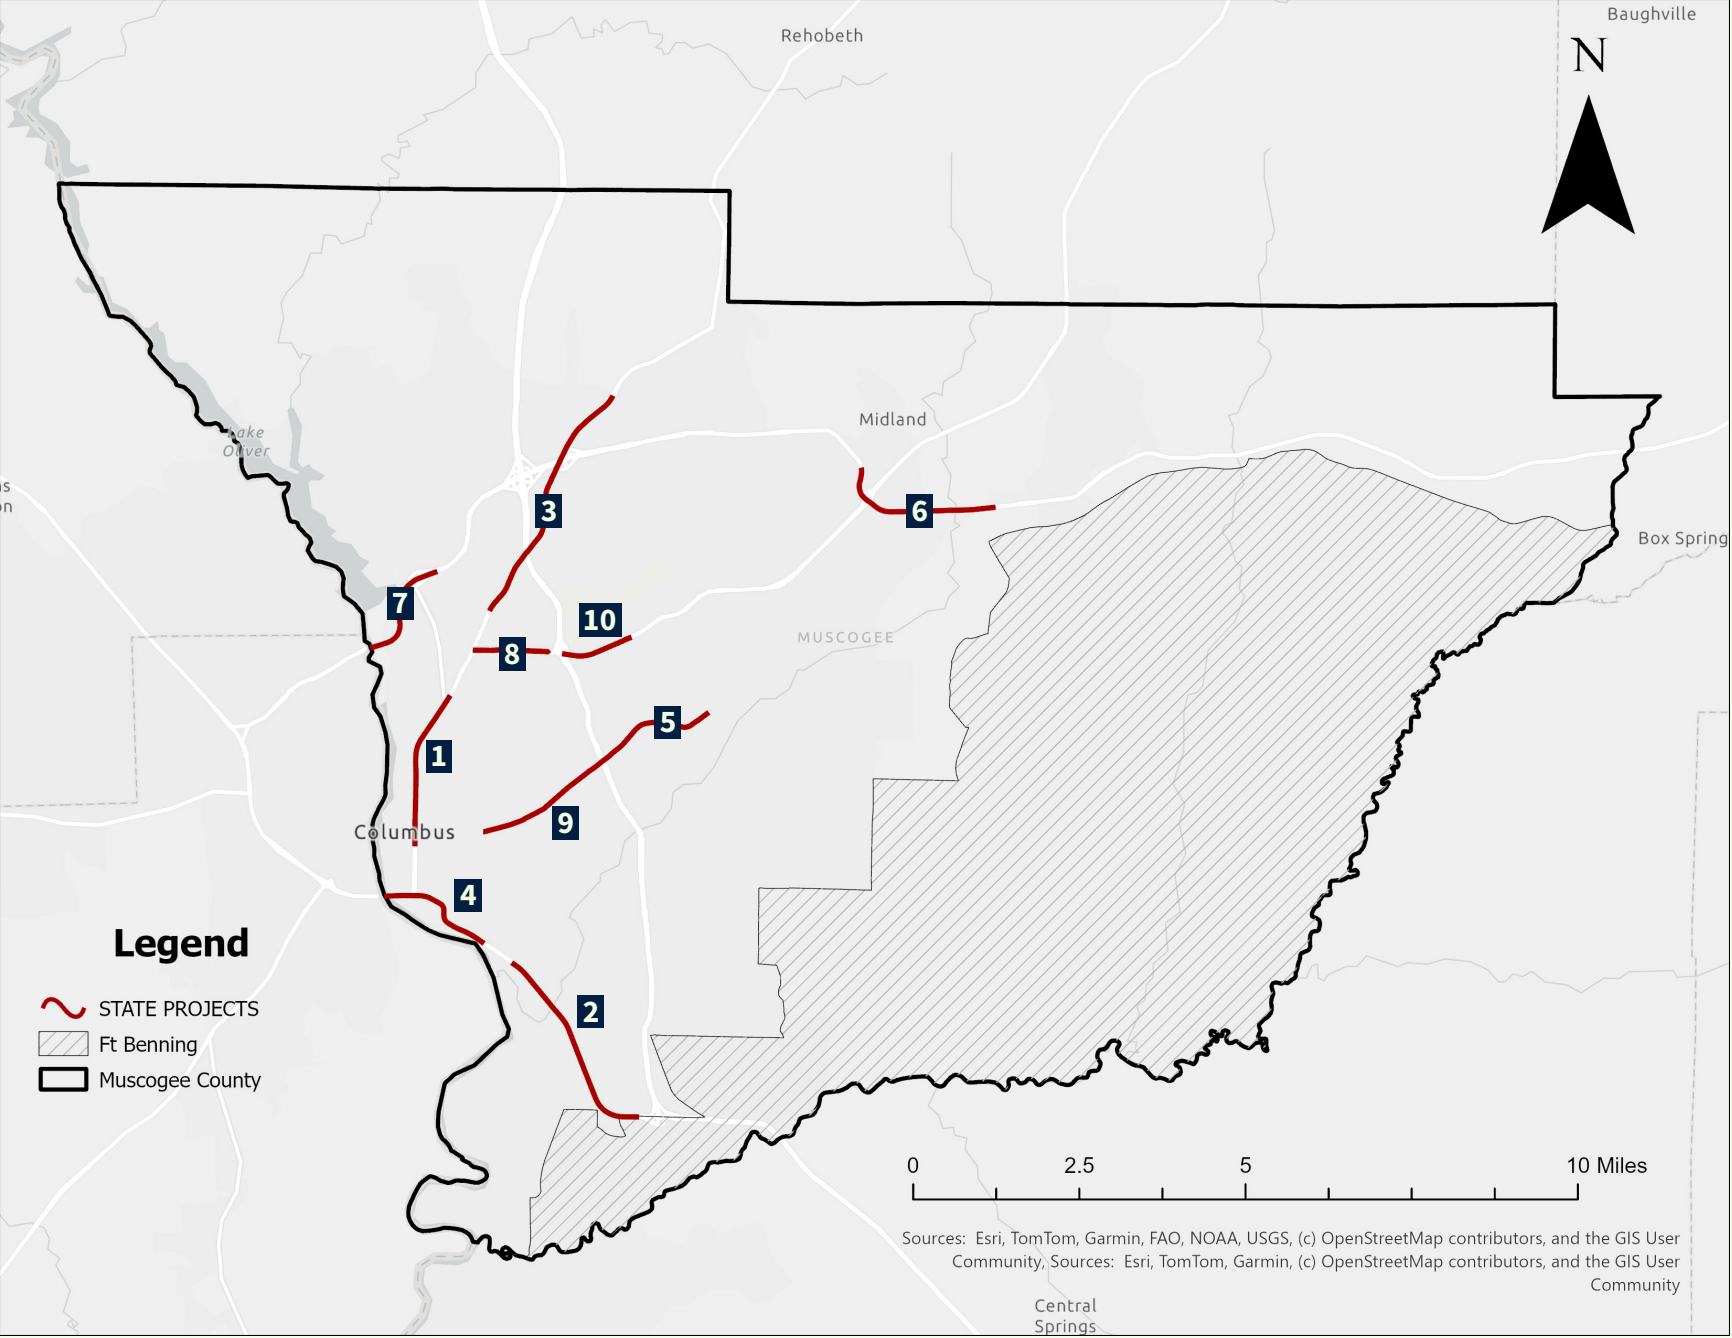 Baughville
Rehobeth
N
Midland
Lake
Oliver
ns
on
3
6
Box Spring
7
10
MUSCOGEE
8
5
1
9
Columbus
4
Legend
STATE PROJECTS
Ft Benning
Muscogee County
2
0 2.5 5 10 Miles
Sources: Esri, TomTom, Garmin, FAO, NOAA, USGS, (c) OpenStreetMap contributors, and the GIS User
Community, Sources: Esri, TomTom, Garmin, (c) OpenStreetMap contributors, and the GIS User
Community
Central
Springs